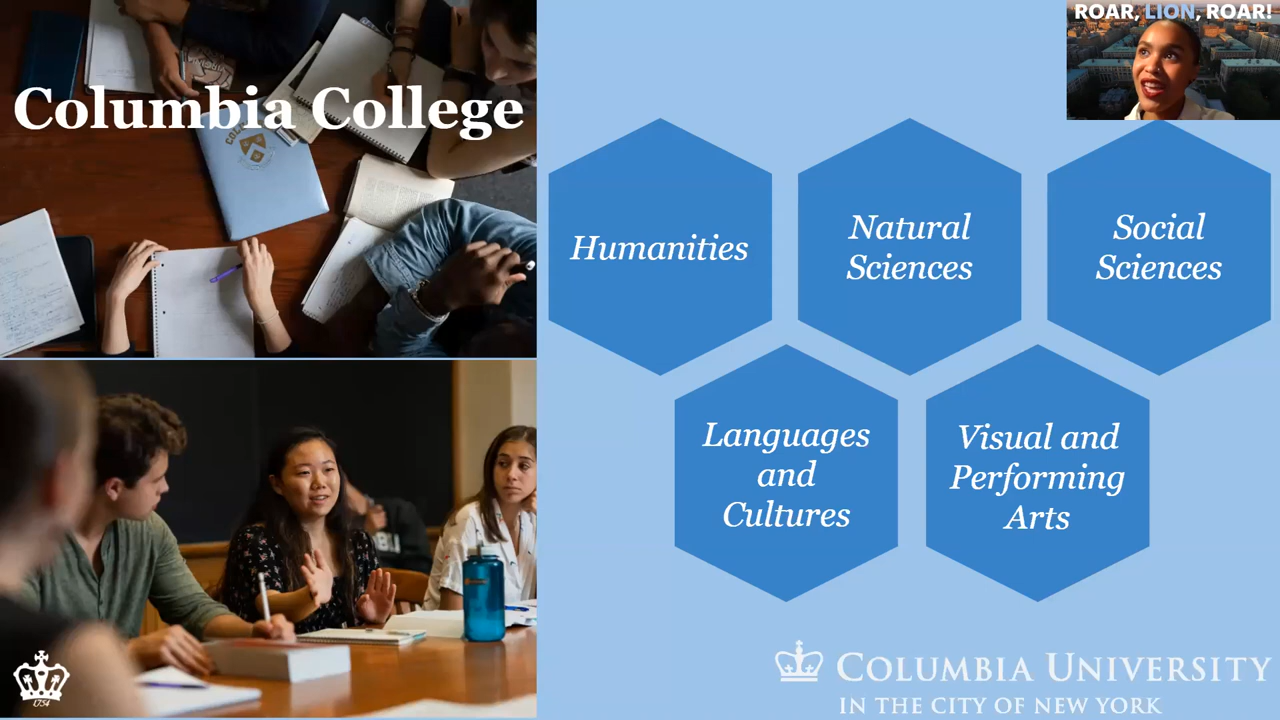 Columbia College
ROAR, LION, ROAR!
Humanities
Natural
Sciences
Social
Sciences
Languages
and
Cultures
Visual and
Performing
Arts
1754
COLUMBIA UNIVERSITY
IN THE CITY OF NEW YORK